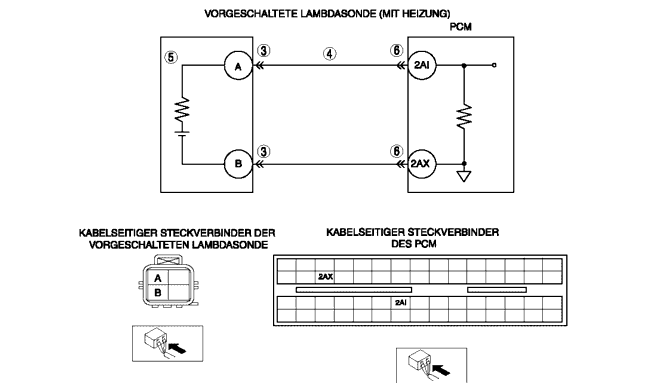 VORGESCHALTETE LAMBDASONDE (MIT HEIZUNG)
PCM
5
A
3
4
6
2AI
B
3
6
2AX
KABELSEITIGER STECKVERBINDER DER
VORGESCHALTETEN LAMBDASONDE
A
B
KABELSEITIGER STECKVERBINDER
DES PCM
2AX
2AI